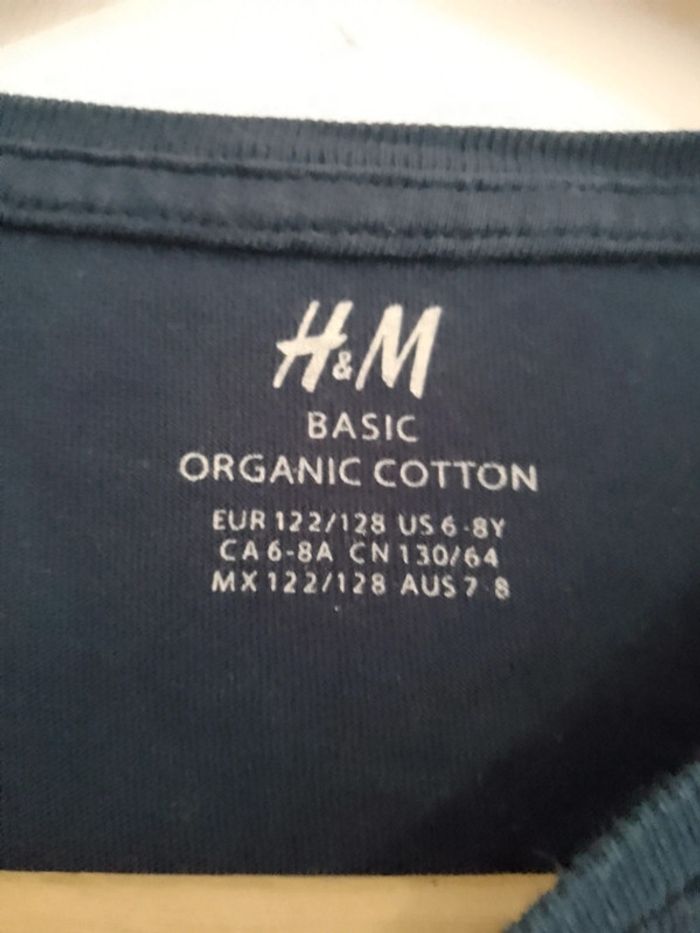 H&M
BASIC
ORGANIC COTTON
EUR 122/128 US 6-8Y
CA 6-8A CN 130/64
MX 122/128 AUS 7-8